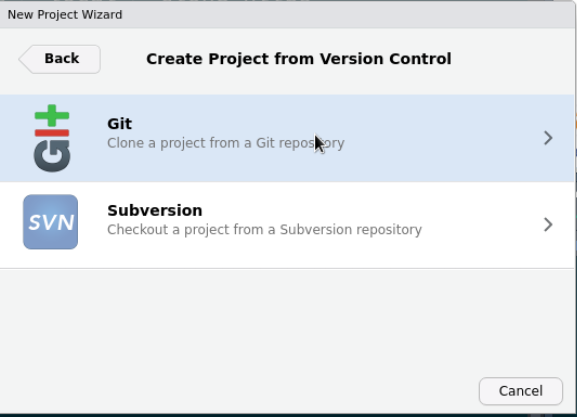 New Project Wizard
Back
Create Project from Version Control
Git
Clone a project from a Git repository
git
SVN
Subversion
Checkout a project from a Subversion repository
Cancel